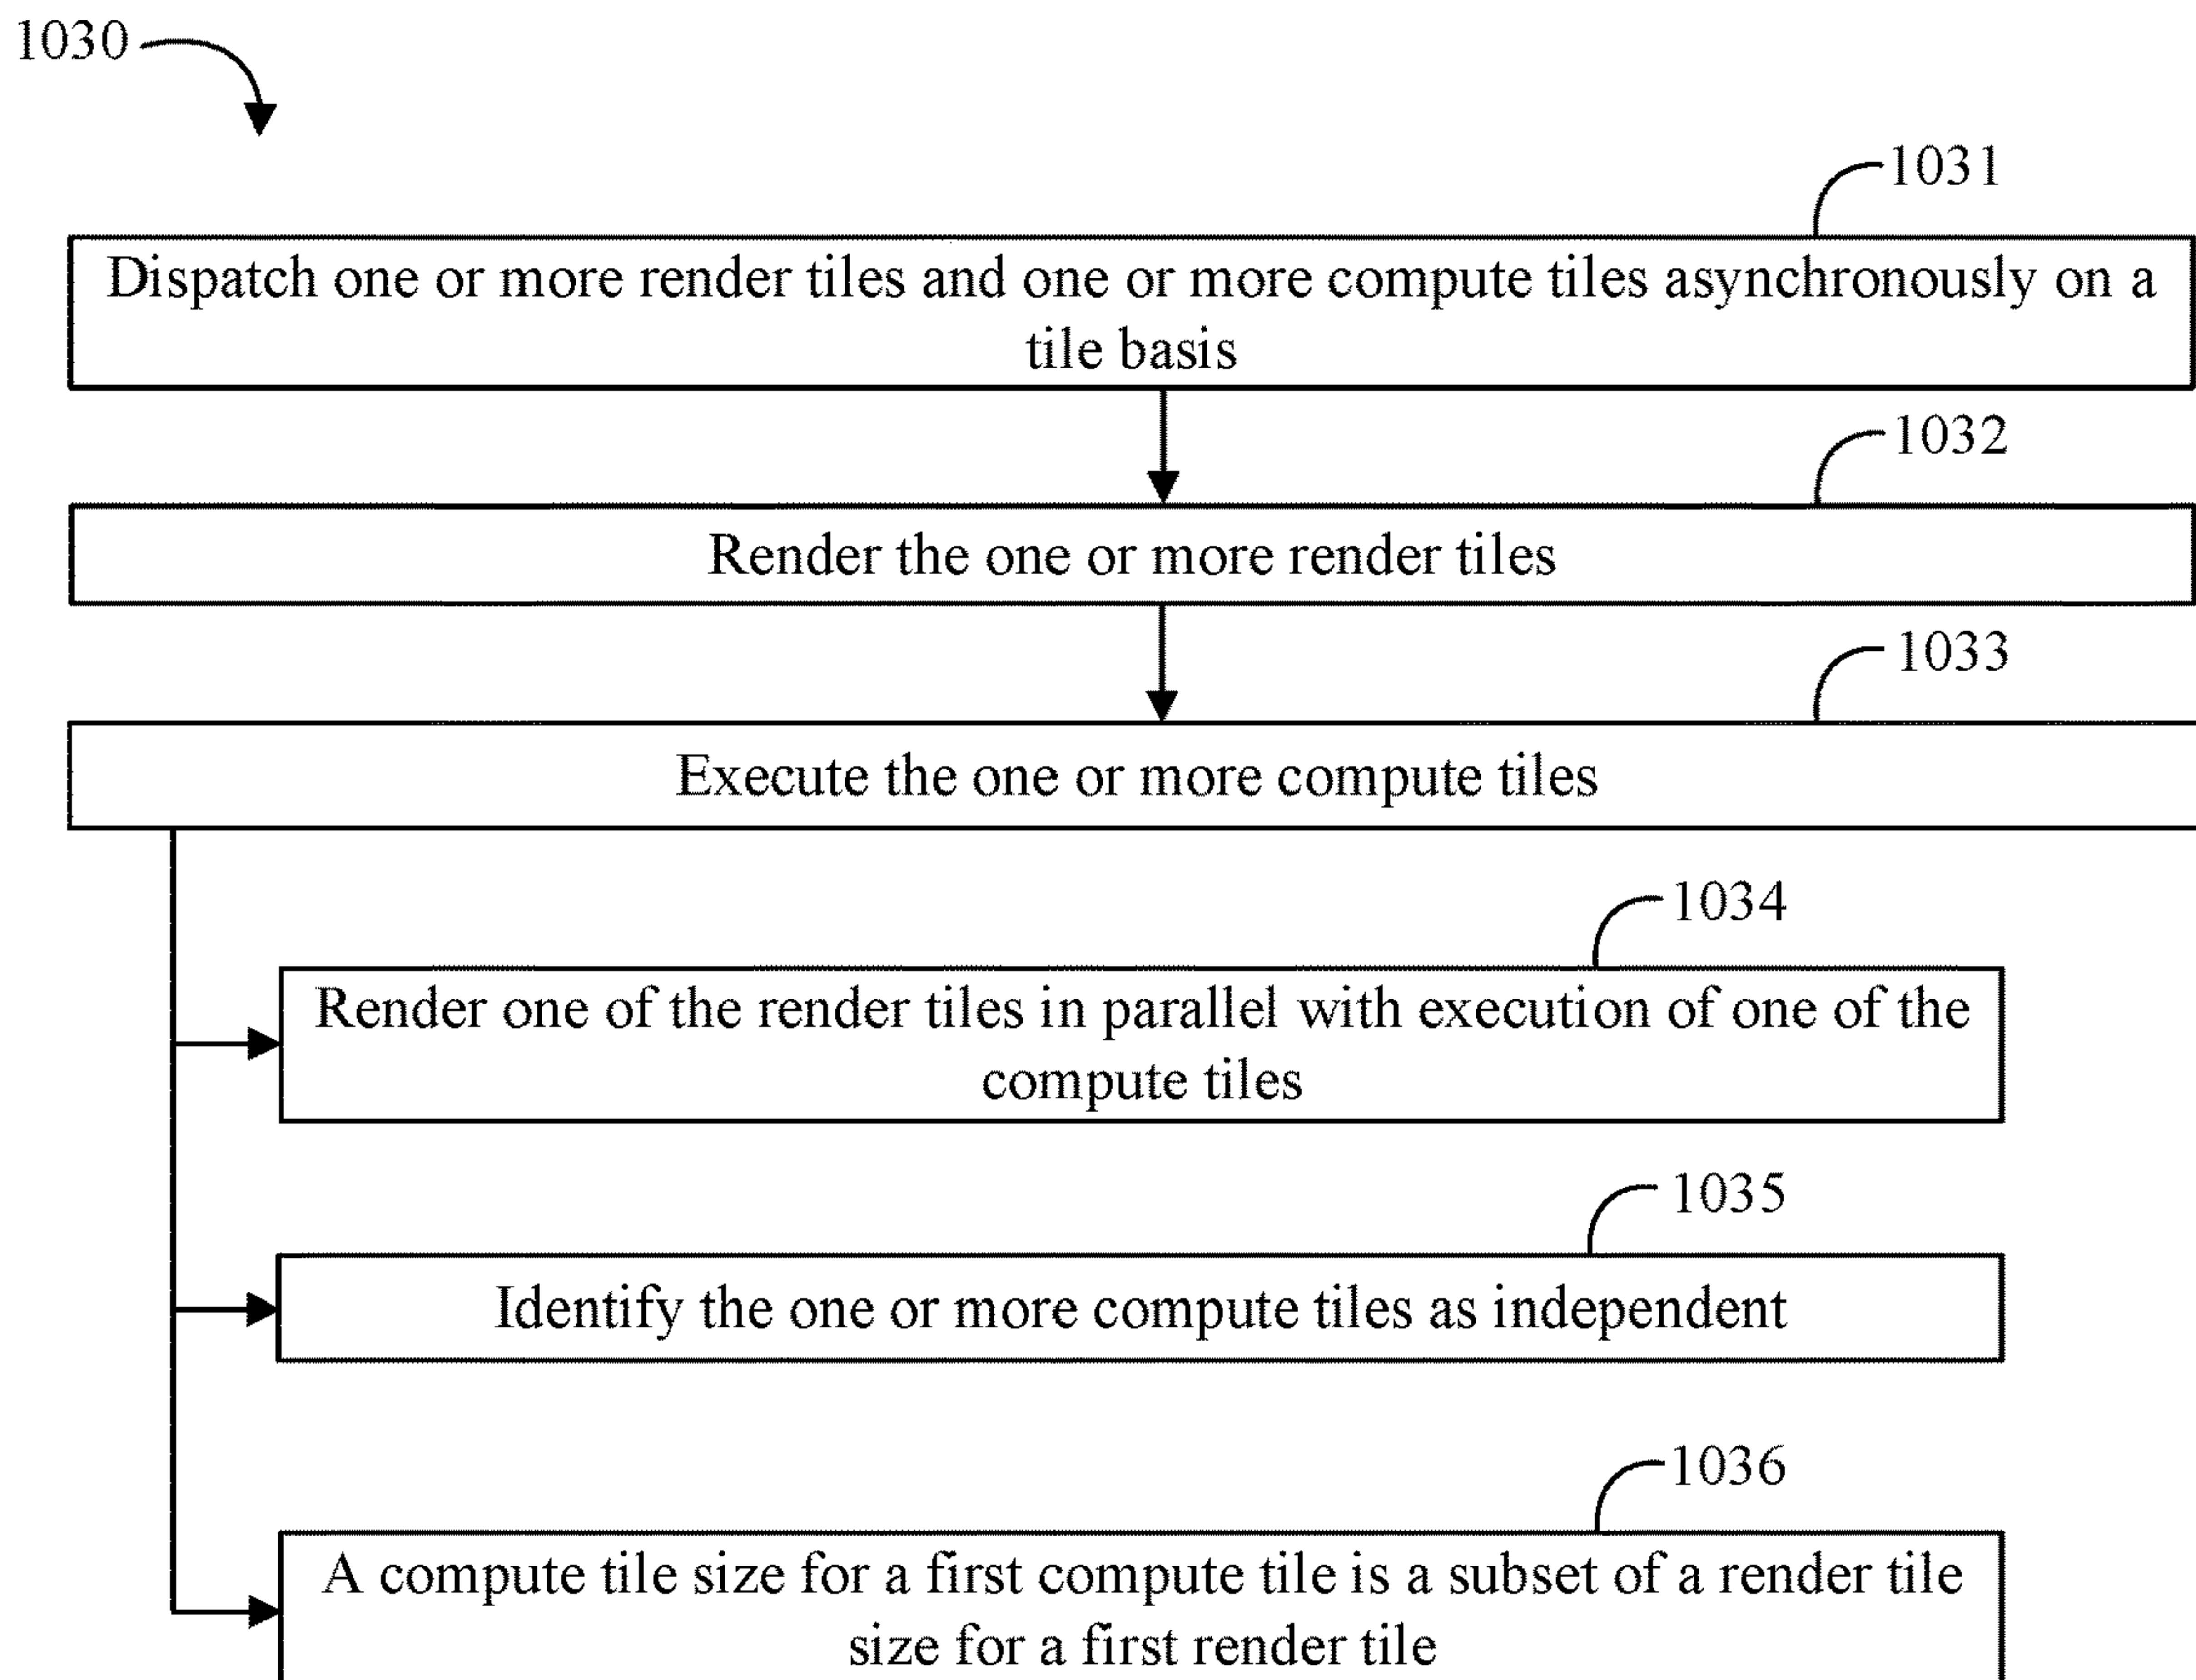 1030
1031
Dispatch one or more render tiles and one or more compute tiles asynchronously on a
tile basis
1032
Render the one or more render tiles
1033
Execute the one or more compute tiles
1034
Render one of the render tiles in parallel with execution of one of the
compute tiles
1035
Identify the one or more compute tiles as independent
1036
A compute tile size for a first compute tile is a subset of a render tile
size for a first render tile